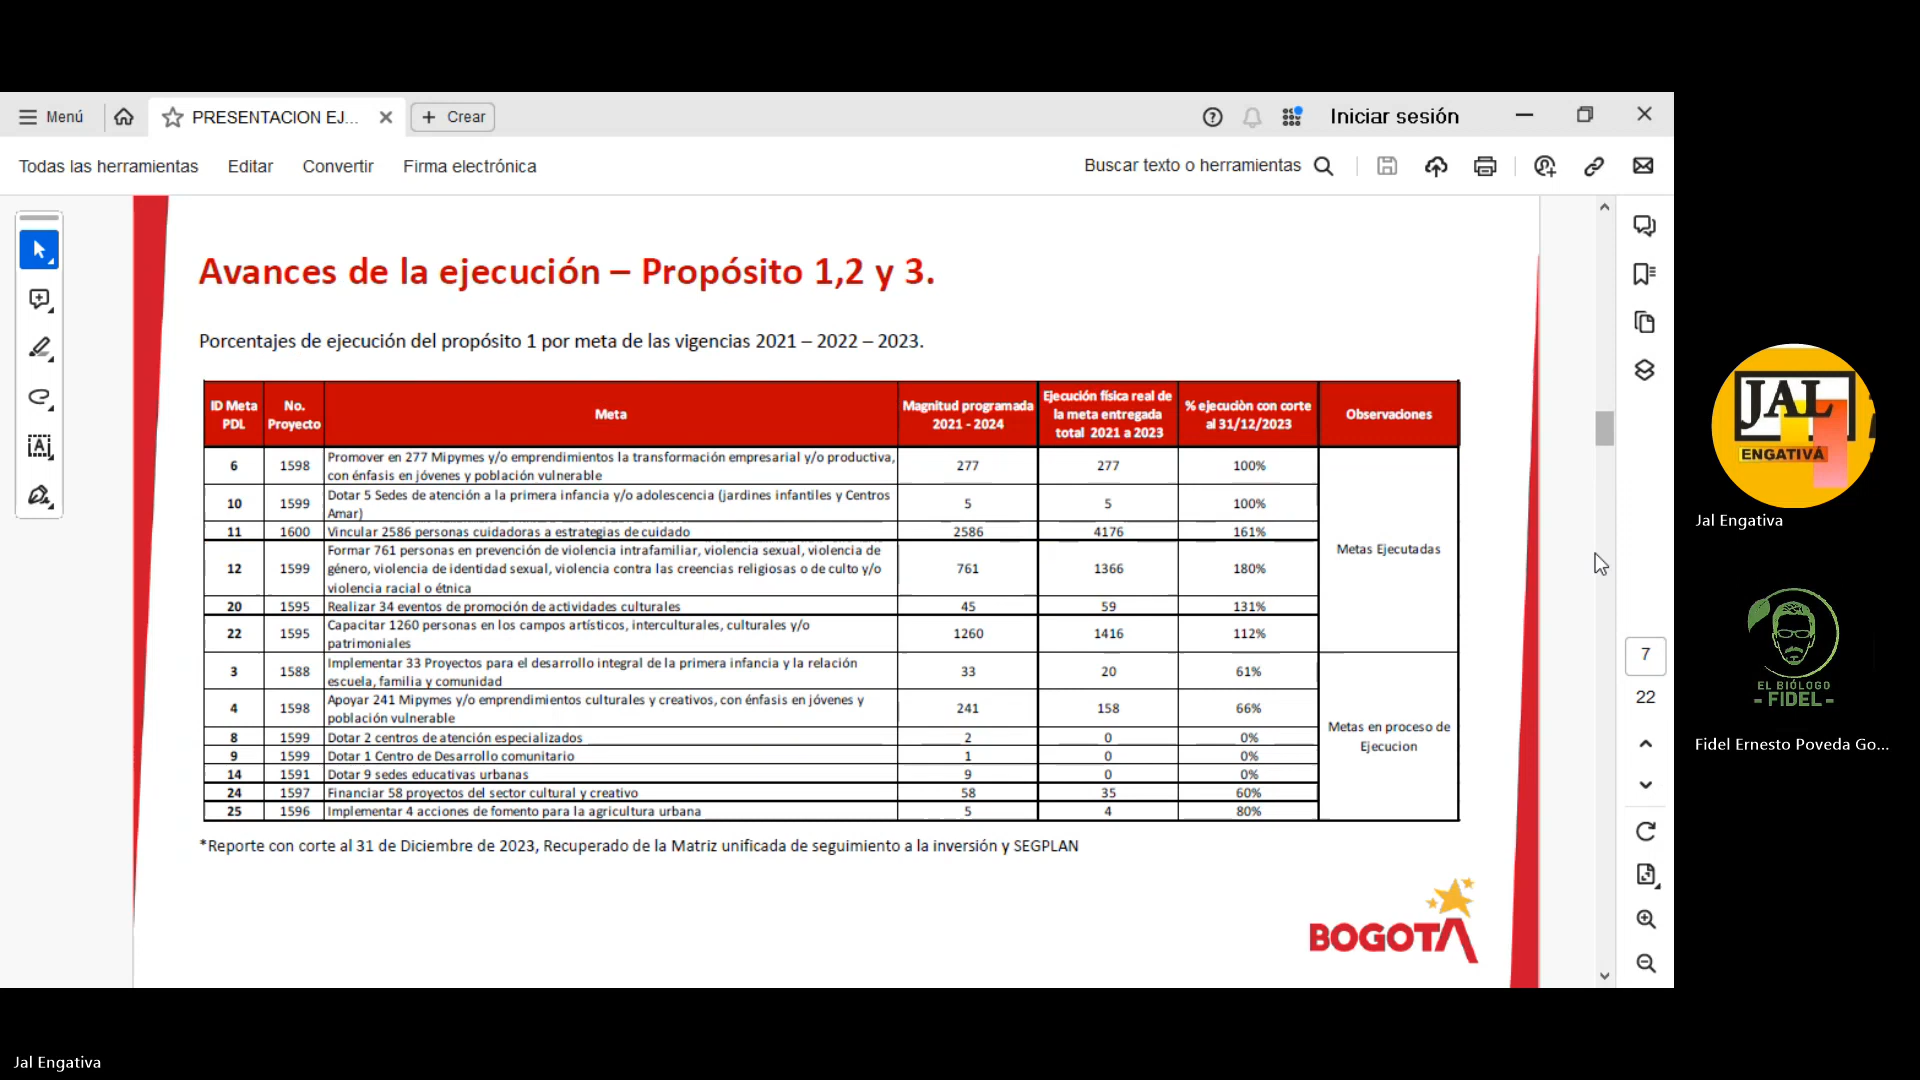 Menú
PRESENTACION EJ...
Crear
Iniciar sesión
Todas las herramientas
Editar
Convertir
Firma electrónica
Buscar texto o herramientas
Avances de la ejecución – Propósito 1,2 y 3.
Porcentajes de ejecución del propósito 1 por meta de las vigencias 2021 – 2022 – 2023.
ID Meta PDL
No. Proyecto
Meta
Magnitud programada 2021 - 2024
Ejecución física real de la meta entregada total 2021 a 2023
% ejecuciòn con corte al 31/12/2023
Observaciones
6 1598 Promover en 277 Mipymes y/o emprendimientos la transformación empresarial y/o productiva, con énfasis en jóvenes y población vulnerable 277 277 100%
10 1599 Dotar 5 Sedes de atención a la primera infancia y/o adolescencia (jardines infantiles y Centros Amar) 5 5 100%
11 1600 Vincular 2586 personas cuidadoras a estrategias de cuidado 2586 4176 161%
12 1599 Formar 761 personas en prevención de violencia intrafamiliar, violencia sexual, violencia de género, violencia de identidad sexual, violencia contra las creencias religiosas o de culto y/o violencia racial o étnica 761 1366 180%
20 1595 Realizar 34 eventos de promoción de actividades culturales 45 59 131%
22 1595 Capacitar 1260 personas en los campos artísticos, interculturales, culturales y/o patrimoniales 1260 1416 112%
Metas Ejecutadas
3 1588 Implementar 33 Proyectos para el desarrollo integral de la primera infancia y la relación escuela, familia y comunidad 33 20 61%
4 1598 Apoyar 241 Mipymes y/o emprendimientos culturales y creativos, con énfasis en jóvenes y población vulnerable 241 158 66%
8 1599 Dotar 2 centros de atención especializados 2 0 0%
9 1599 Dotar 1 Centro de Desarrollo comunitario 1 0 0%
14 1591 Dotar 9 sedes educativas urbanas 9 0 0%
24 1597 Financiar 58 proyectos del sector cultural y creativo 58 35 60%
25 1596 Implementar 4 acciones de fomento para la agricultura urbana 5 4 80%
Metas en proceso de Ejecucion
*Reporte con corte al 31 de Diciembre de 2023, Recuperado de la Matriz unificada de seguimiento a la inversión y SEGPLAN
BOGOTA
7
22
JAL
ENGATIVÁ
Jal Engativa
EL BIÓLOGO
- FIDEL -
Fidel Ernesto Poveda Go...
Jal Engativa